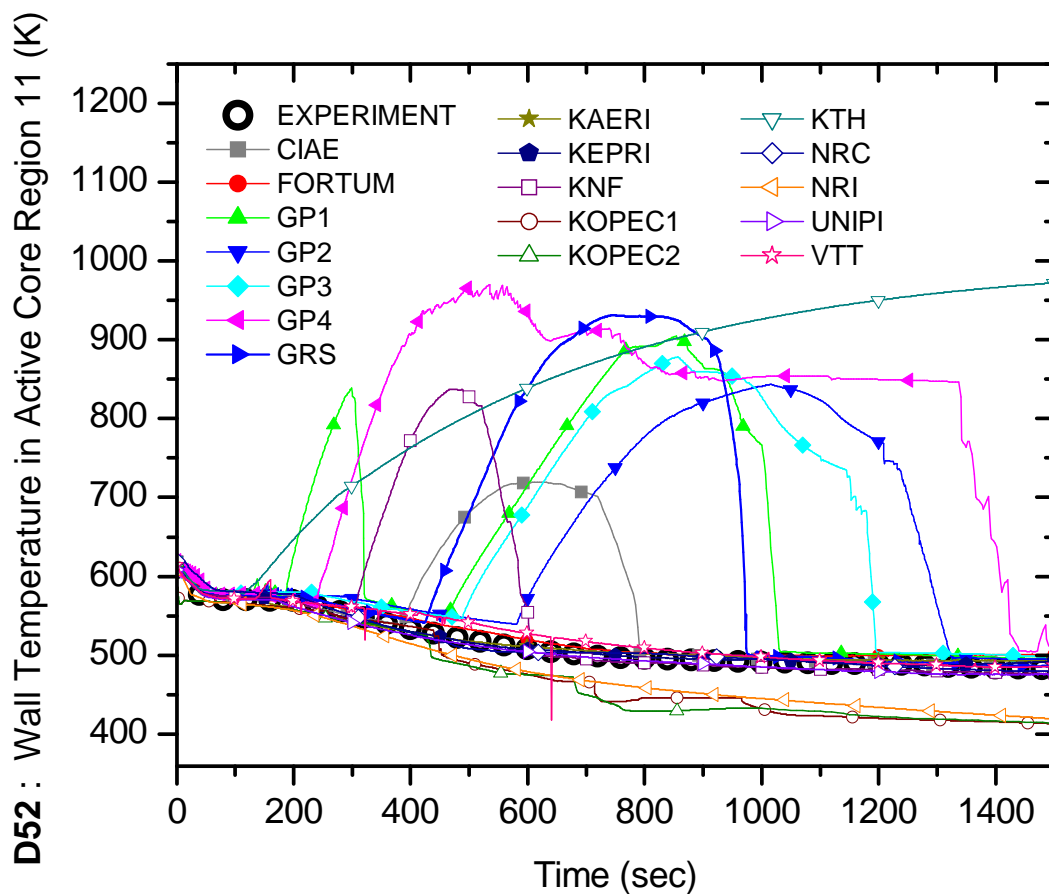 D52 : Wall Temperature in Active Core Region 11 (K)
1200
1100
1000
900
800
700
600
500
400
EXPERIMENT
CIAE
FORTUM
GP1
GP2
GP3
GP4
GRS
KAERI
KEPRI
KNF
KOPEC1
KOPEC2
KTH
NRC
NRI
UNIPI
VTT
0 200 400 600 800 1000 1200 1400
Time (sec)